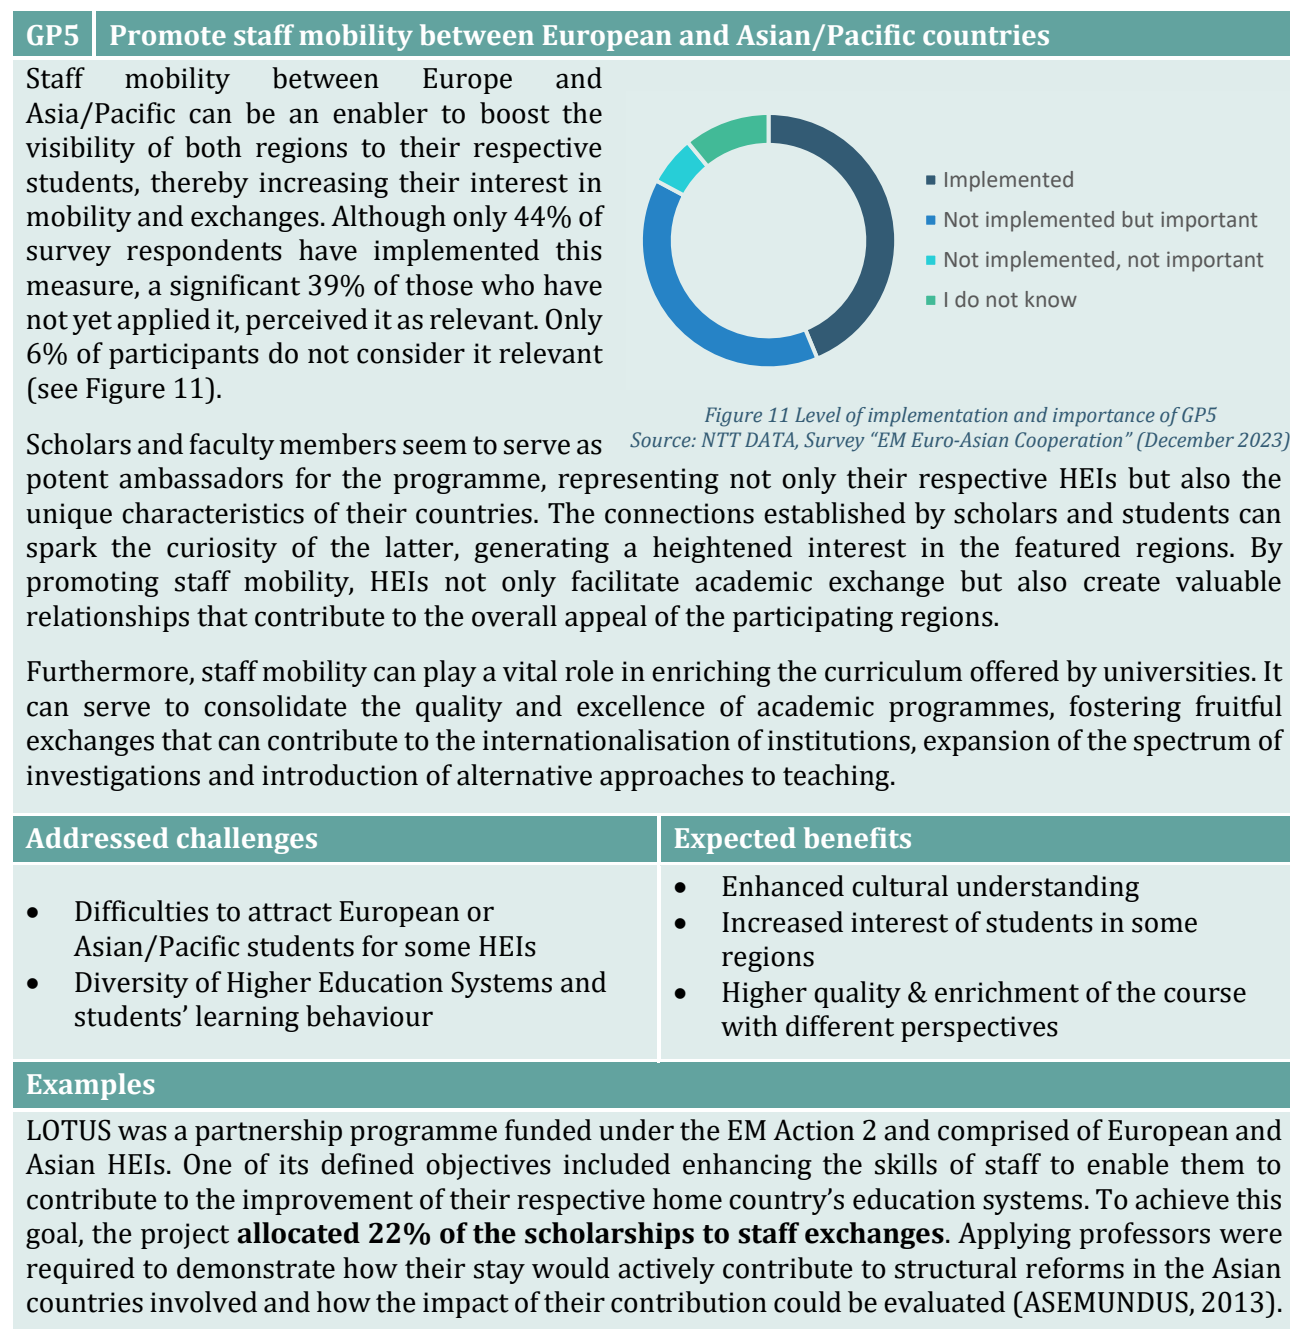 GP5 Promote staff mobility between European and Asian/Pacific countries
Staff mobility between Europe and
Asia/Pacific can be an enabler to boost the
visibility of both regions to their respective
students, thereby increasing their interest in
mobility and exchanges. Although only 44% of
survey respondents have implemented this
measure, a significant 39% of those who have
not yet applied it, perceived it as relevant. Only
6% of participants do not consider it relevant
(see Figure 11).
Implemented
Not implemented but important
Not implemented, not important
I do not know
Figure 11 Level of implementation and importance of GP5
Source: NTT DATA, Survey “EM Euro-Asian Cooperation” (December 2023)
Scholars and faculty members seem to serve as
potent ambassadors for the programme, representing not only their respective HEIs but also the
unique characteristics of their countries. The connections established by scholars and students can
spark the curiosity of the latter, generating a heightened interest in the featured regions. By
promoting staff mobility, HEIs not only facilitate academic exchange but also create valuable
relationships that contribute to the overall appeal of the participating regions.
Furthermore, staff mobility can play a vital role in enriching the curriculum offered by universities. It
can serve to consolidate the quality and excellence of academic programmes, fostering fruitful
exchanges that can contribute to the internationalisation of institutions, expansion of the spectrum of
investigations and introduction of alternative approaches to teaching.
Addressed challenges
• Difficulties to attract European or
Asian/Pacific students for some HEIs
• Diversity of Higher Education Systems and
students’ learning behaviour
Expected benefits
• Enhanced cultural understanding
• Increased interest of students in some
regions
• Higher quality & enrichment of the course
with different perspectives
Examples
LOTUS was a partnership programme funded under the EM Action 2 and comprised of European and
Asian HEIs. One of its defined objectives included enhancing the skills of staff to enable them to
contribute to the improvement of their respective home country’s education systems. To achieve this
goal, the project allocated 22% of the scholarships to staff exchanges. Applying professors were
required to demonstrate how their stay would actively contribute to structural reforms in the Asian
countries involved and how the impact of their contribution could be evaluated (ASEMUNDUS, 2013).